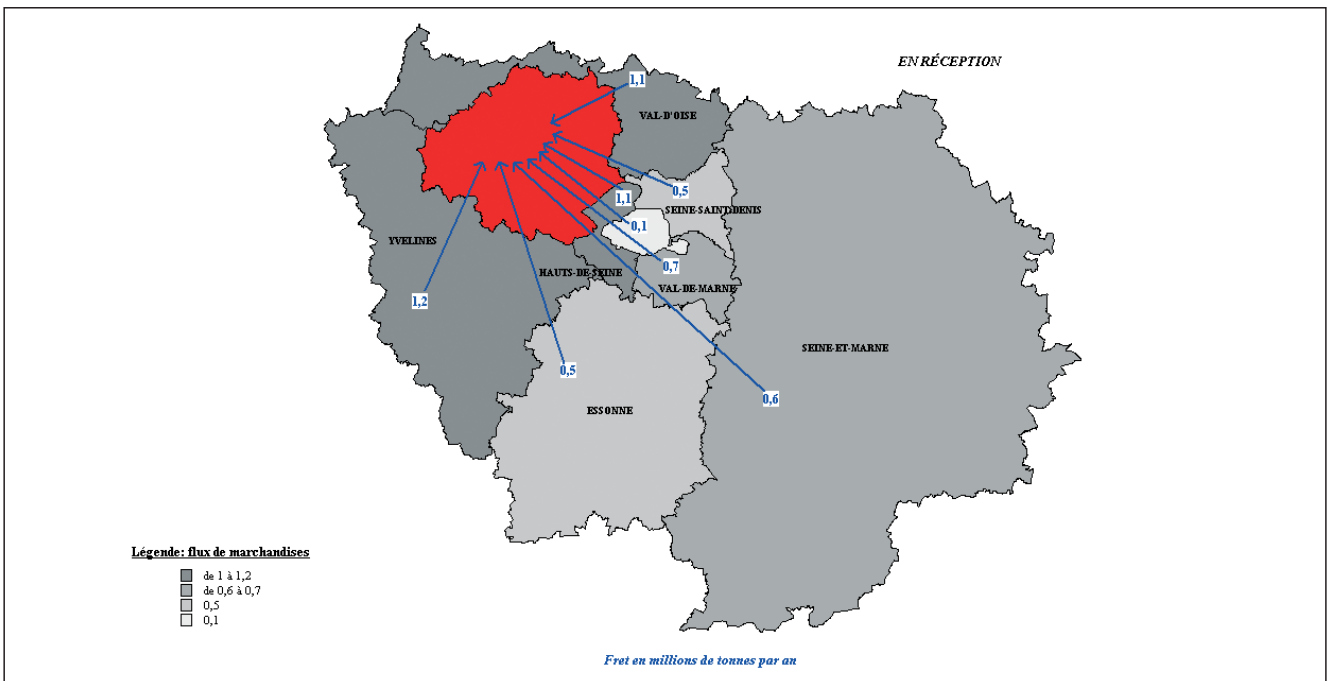 EN RÉCEPTION
1,1
VAL-D'OISE
0,5
1,1
SEINE-SAINT-DENIS
0,1
YVELINES
0,7
HAUTS-DE-SEINE
VAL-DE-MARNE
1,2
SEINE-ET-MARNE
0,5
0,6
ESSONNE
Légende: flux de marchandises
de 1 à 1,2
de 0,6 à 0,7
0,5
0,1
Fret en millions de tonnes par an